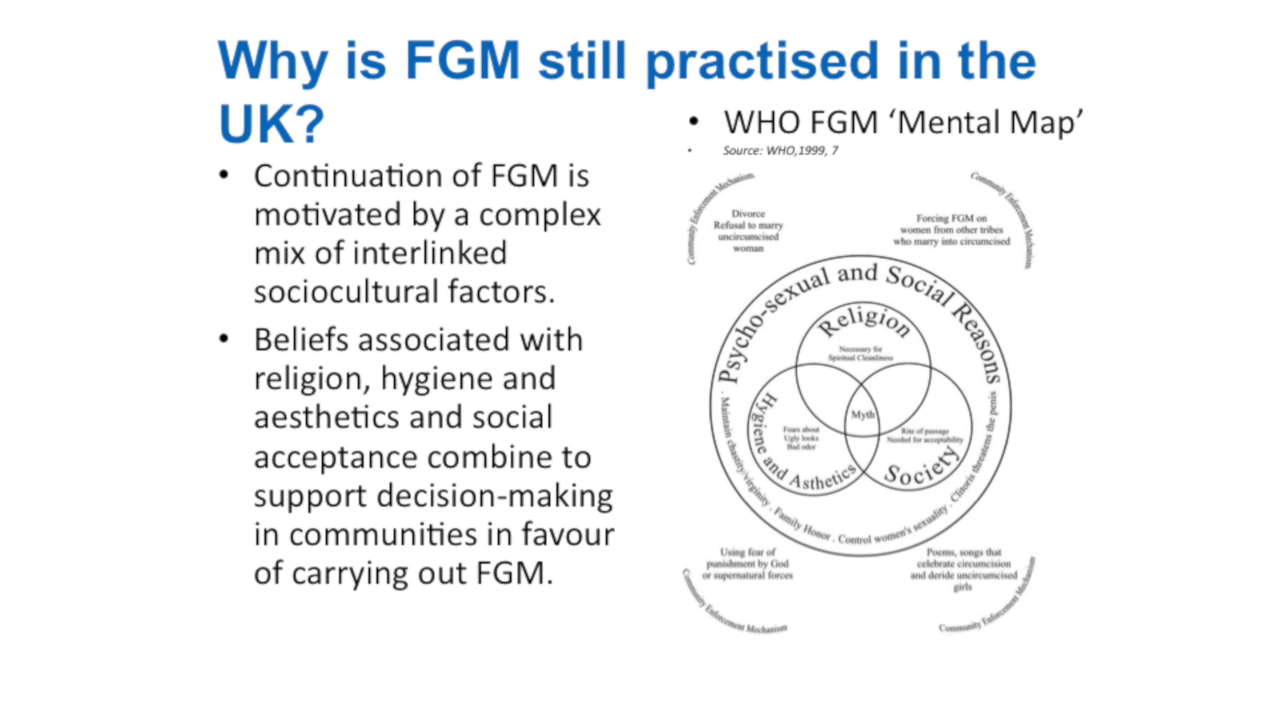 Why is FGM still practised in the
UK?
• Continuation of FGM is
motivated by a complex
mix of interlinked
sociocultural factors.
• Beliefs associated with
religion, hygiene and
aesthetics and social
acceptance combine to
support decision-making
in communities in favour
of carrying out FGM.
• WHO FGM ‘Mental Map’
• Source: WHO,1999, 7
Community Enforcement Mechanism
Divorce
Refusal to marry
uncircumcised
woman
Community Enforcement Mechanism
Forcing FGM on
women from other tribes
who marry into circumcised
Psycho-sexual and Social Reasons
Religion
Necessary for
Spiritual Cleanliness
Myth
Hygiene and Asthetics
Fears about
Ugly looks
Bad odor
Society
Rite of passage
Needed for acceptability
. Maintain chastity/virginity . Family Honor . Control women's sexuality . Clitoris threatens the penis
Using fear of
punishment by God
or supernatural forces
Community Enforcement Mechanism
Poems, songs that
celebrate circumcision
and deride uncircumcised
girls
Community Enforcement Mechanism